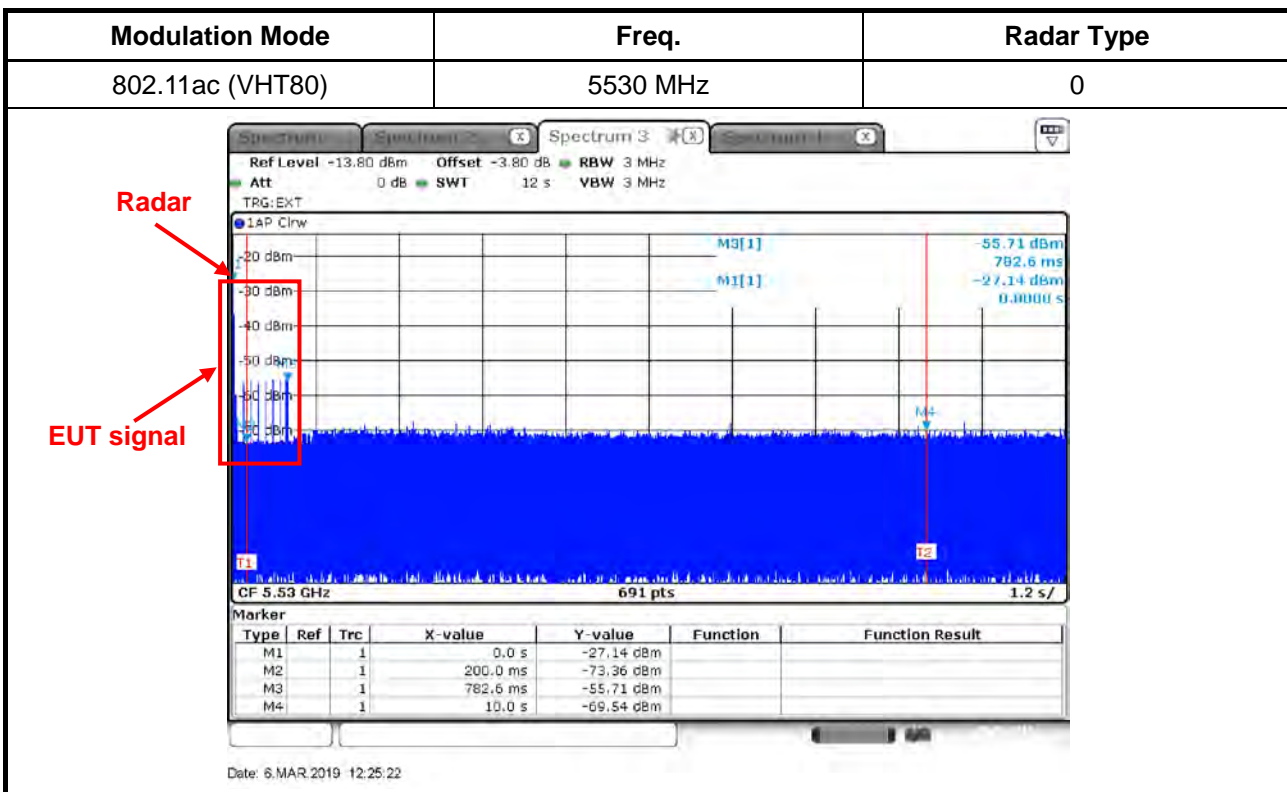 Modulation Mode Freq. Radar Type
802.11ac (VHT80) 5530 MHz 0
Spectrum 3
Ref Level -13.80 dBm Offset -3.80 dB RBW 3 MHz
Att 0 dB SWT 12 s VBW 3 MHz
TRG:EXT
Radar
1AP Clrw
M3[1] -55.71 dBm
-20 dBm
782.6 ms
M1[1] -27.14 dBm
-30 dBm
0.0000 s
-40 dBm
-50 dBm
M4
EUT signal
T1
T2
CF 5.53 GHz 691 pts 1.2 s/
Marker
Type Ref Trc X-value Y-value Function Function Result
M1 1 0.0 s -27.14 dBm
M2 1 200.0 ms -73.36 dBm
M3 1 782.6 ms -55.71 dBm
M4 1 10.0 s -69.54 dBm
Date: 6.MAR.2019 12:25:22